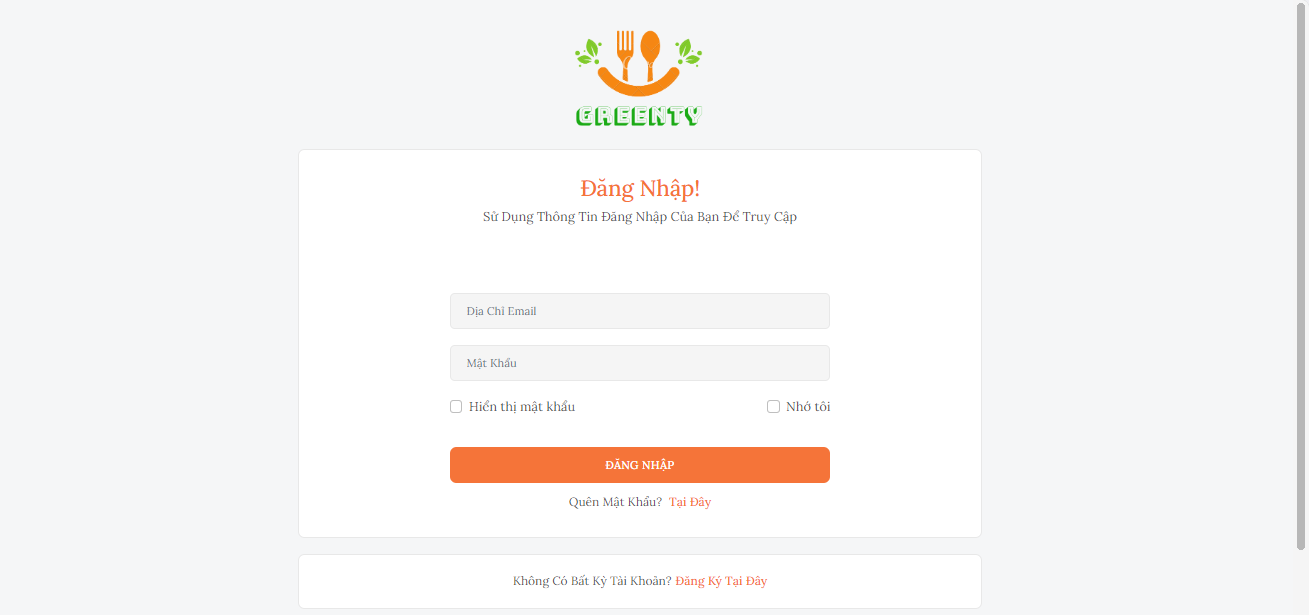 GREENTY
Đăng Nhập!
Sử Dụng Thông Tin Đăng Nhập Của Bạn Để Truy Cập
Địa Chỉ Email
Mật Khẩu
Hiển thị mật khẩu
Nhớ tôi
ĐĂNG NHẬP
Quên Mật Khẩu? Tại Đây
Không Có Bất Kỳ Tài Khoản? Đăng Ký Tại Đây